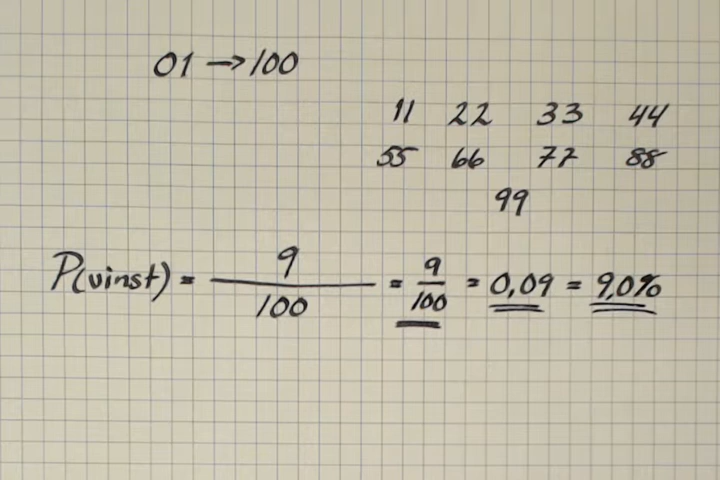 01 → 100
11 22 33 44
55 66 77 88
99
P(vinst) = 9/100 = 9/100 = 0,09 = 9,0%